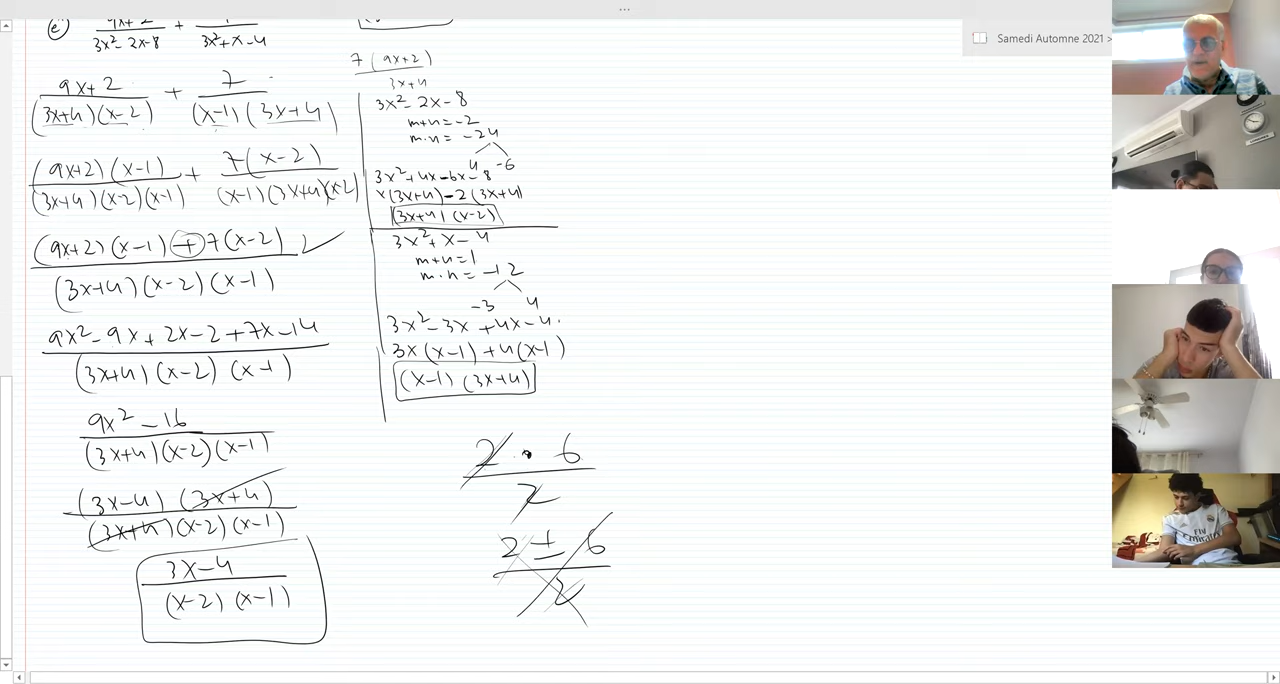 e) 9x+2/3x²-2x-8 + 7/3x²+x-4
9x+2/(3x+4)(x-2) + 7/(x-1)(3x+4)
(9x+2)(x-1)/(3x+4)(x-2)(x-1) + 7(x-2)/(x-1)(3x+4)(x-2)
(9x+2)(x-1)+7(x-2)/(3x+4)(x-2)(x-1)
9x²-9x+2x-2+7x-14/(3x+4)(x-2)(x-1)
9x²-16/(3x+4)(x-2)(x-1)
(3x-4)(3x+4)/(3x+4)(x-2)(x-1)
3x-4/(x-2)(x-1)
7(9x+2)/3x+4
3x²-2x-8
m+n=-2
m·n=-24
4 -6
3x²+4x-6x-8
x(3x+4)-2(3x+4)
(3x+4)(x-2)
3x²+x-4
m+n=1
m·n=-12
-3 4
3x²-3x+4x-4
3x(x-1)+4(x-1)
(x-1)(3x+4)
2·6/2
2±6/2
Samedi Automne 2021 >
Fly
Emirates